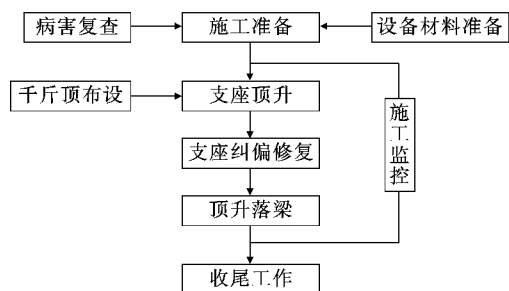 病害复查
施工准备
设备材料准备
千斤顶布设
支座顶升
施工监控
支座纠偏修复
顶升落梁
收尾工作